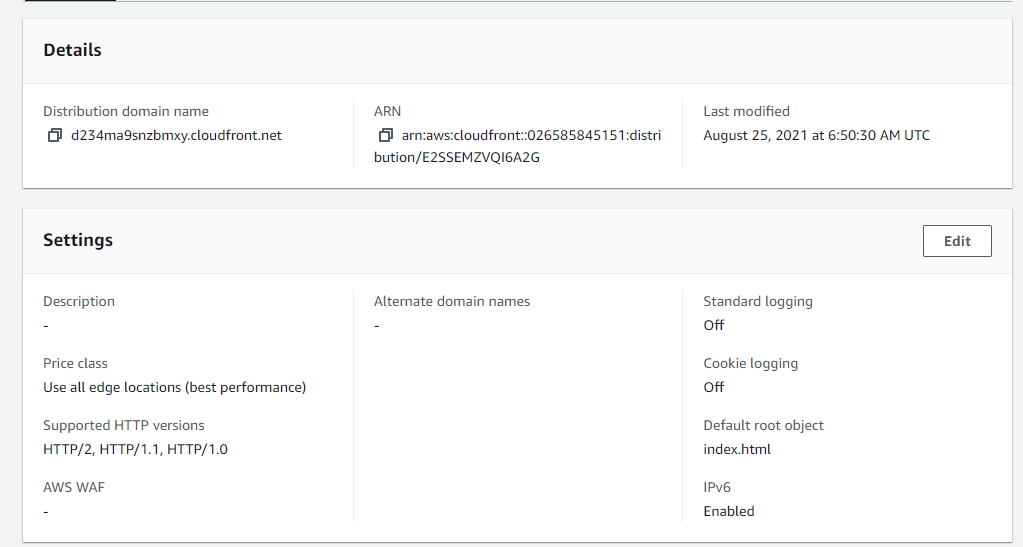 Details
Distribution domain name
d234ma9snzbmxy.cloudfront.net
ARN
arn:aws:cloudfront::026585845151:distri
bution/E2SSEMZVQI6A2G
Last modified
August 25, 2021 at 6:50:30 AM UTC
Settings
Edit
Description
-
Price class
Use all edge locations (best performance)
Supported HTTP versions
HTTP/2, HTTP/1.1, HTTP/1.0
AWS WAF
-
Alternate domain names
-
Standard logging
Off
Cookie logging
Off
Default root object
index.html
IPv6
Enabled